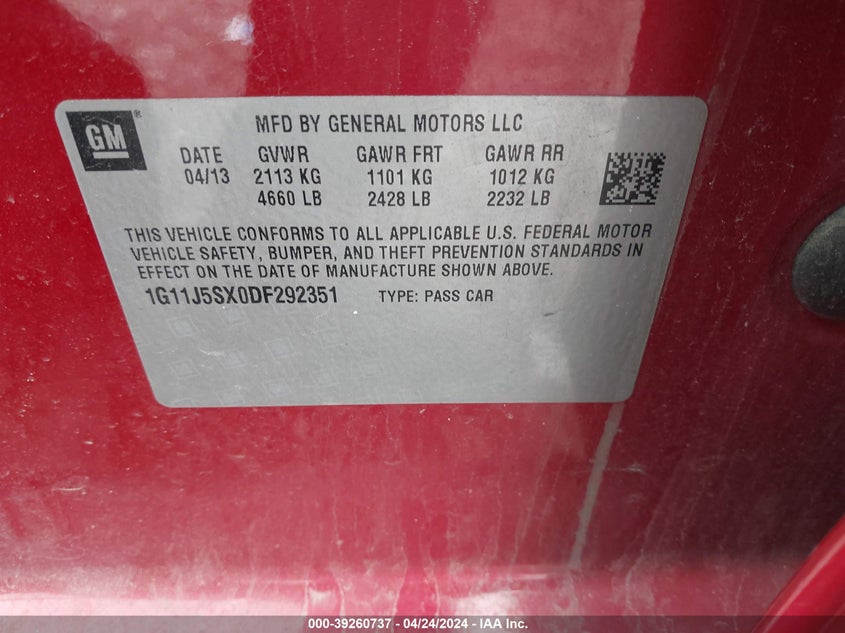 GM®
MFD BY GENERAL MOTORS LLC
DATE GVWR GAWR FRT GAWR RR
04/13 2113 KG 1101 KG 1012 KG
4660 LB 2428 LB 2232 LB
THIS VEHICLE CONFORMS TO ALL APPLICABLE U.S. FEDERAL MOTOR
VEHICLE SAFETY, BUMPER, AND THEFT PREVENTION STANDARDS IN
EFFECT ON THE DATE OF MANUFACTURE SHOWN ABOVE.
1G11J5SX0DF292351 TYPE: PASS CAR
000-39260737 - 04/24/2024 - IAA Inc.